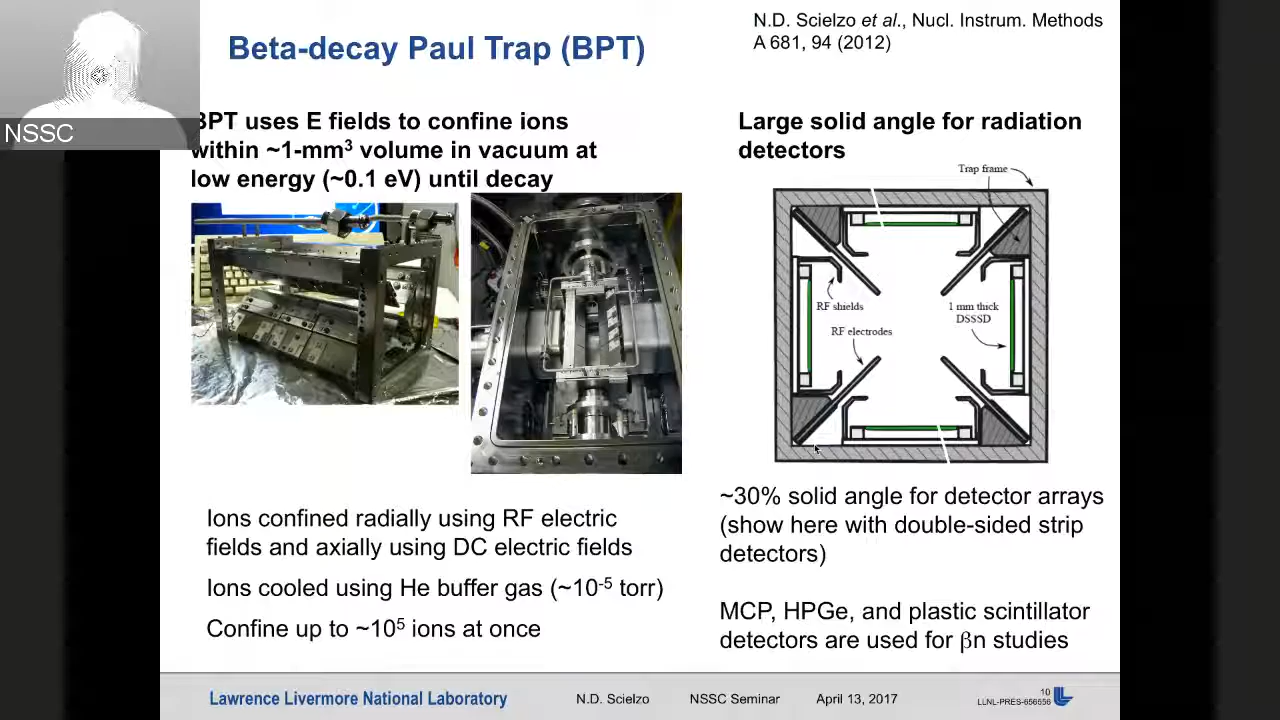 N.D. Scielzo et al., Nucl. Instrum. Methods
A 681, 94 (2012)
Beta-decay Paul Trap (BPT)
NSSC
BPT uses E fields to confine ions
within ~1-mm³ volume in vacuum at
low energy (~0.1 eV) until decay
Large solid angle for radiation
detectors
Trap frame
RF shields
1 mm thick
DSSSD
RF electrodes
Ions confined radially using RF electric
fields and axially using DC electric fields
Ions cooled using He buffer gas (~10⁻⁵ torr)
Confine up to ~10⁵ ions at once
~30% solid angle for detector arrays
(show here with double-sided strip
detectors)
MCP, HPGe, and plastic scintillator
detectors are used for βn studies
Lawrence Livermore National Laboratory
N.D. Scielzo
NSSC Seminar
April 13, 2017
10
LLNL-PRES-656556